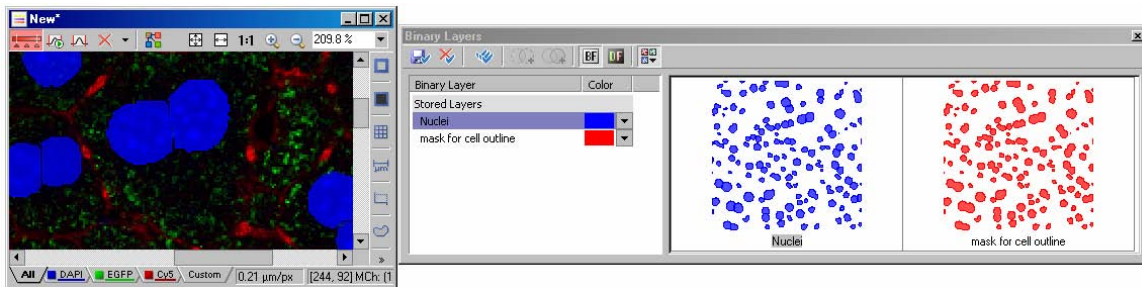 New*
1:1
209.8 %
µm
All
DAPI
EGFP
Cy5
Custom
0.21 µm/px
[244, 92] MCh: (1
Binary Layers
BF
DF
Binary Layer
Color
Stored Layers
Nuclei
mask for cell outline
Nuclei
mask for cell outline